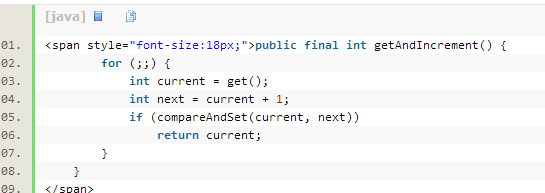 [java]
01. <span style="font-size:18px;">public final int getAndIncrement() {
02. for (;;) {
03. int current = get();
04. int next = current + 1;
05. if (compareAndSet(current, next))
06. return current;
07. }
08. }
09. </span>